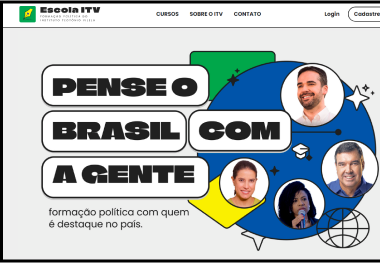 Escola ITV
FORMAÇÃO POLÍTICA DO
INSTITUTO TEOTÔNIO VILELA
CURSOS SOBRE O ITV CONTATO
Login Cadastre
PENSE O
BRASIL COM
A GENTE
formação política com quem
é destaque no país.